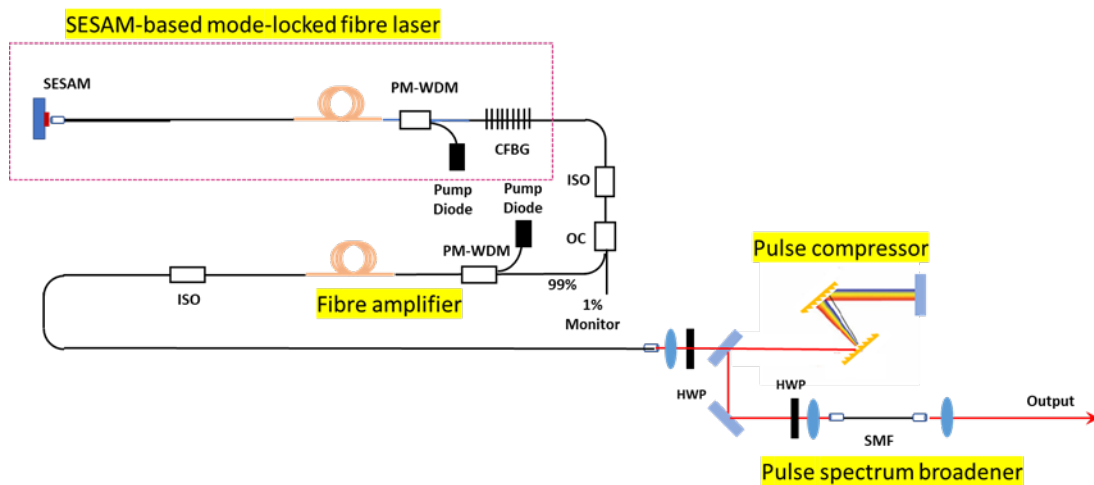 SESAM-based mode-locked fibre laser
SESAM
PM-WDM
CFBG
Pump
Diode
ISO
Pump
Diode
OC
PM-WDM
99%
1%
Monitor
ISO
Fibre amplifier
Pulse compressor
HWP
HWP
SMF
Output
Pulse spectrum broadener